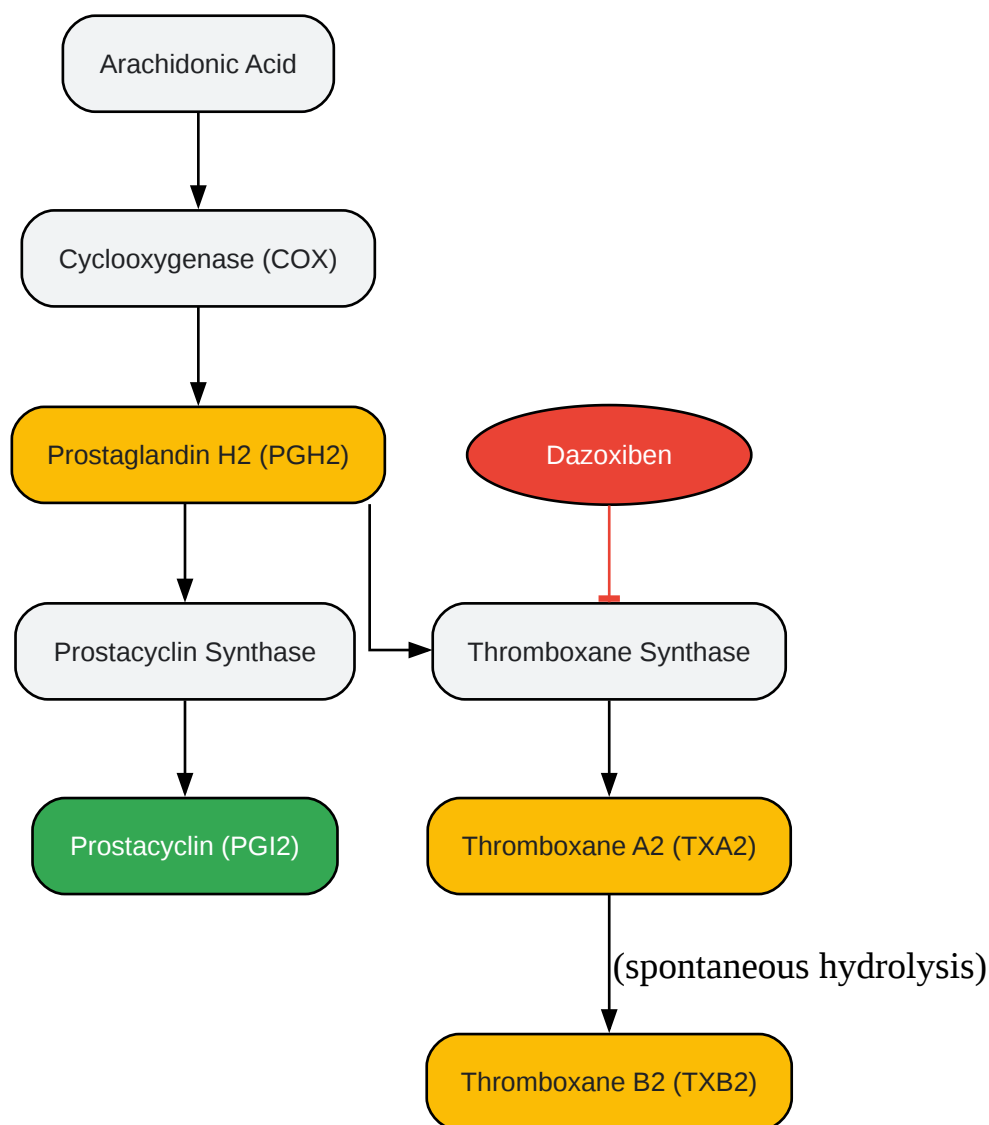 Arachidonic Acid
Cyclooxygenase (COX)
Prostaglandin H2 (PGH2)
Dazoxiben
Prostacyclin Synthase
Thromboxane Synthase
Prostacyclin (PGI2)
Thromboxane A2 (TXA2)
(spontaneous hydrolysis)
Thromboxane B2 (TXB2)